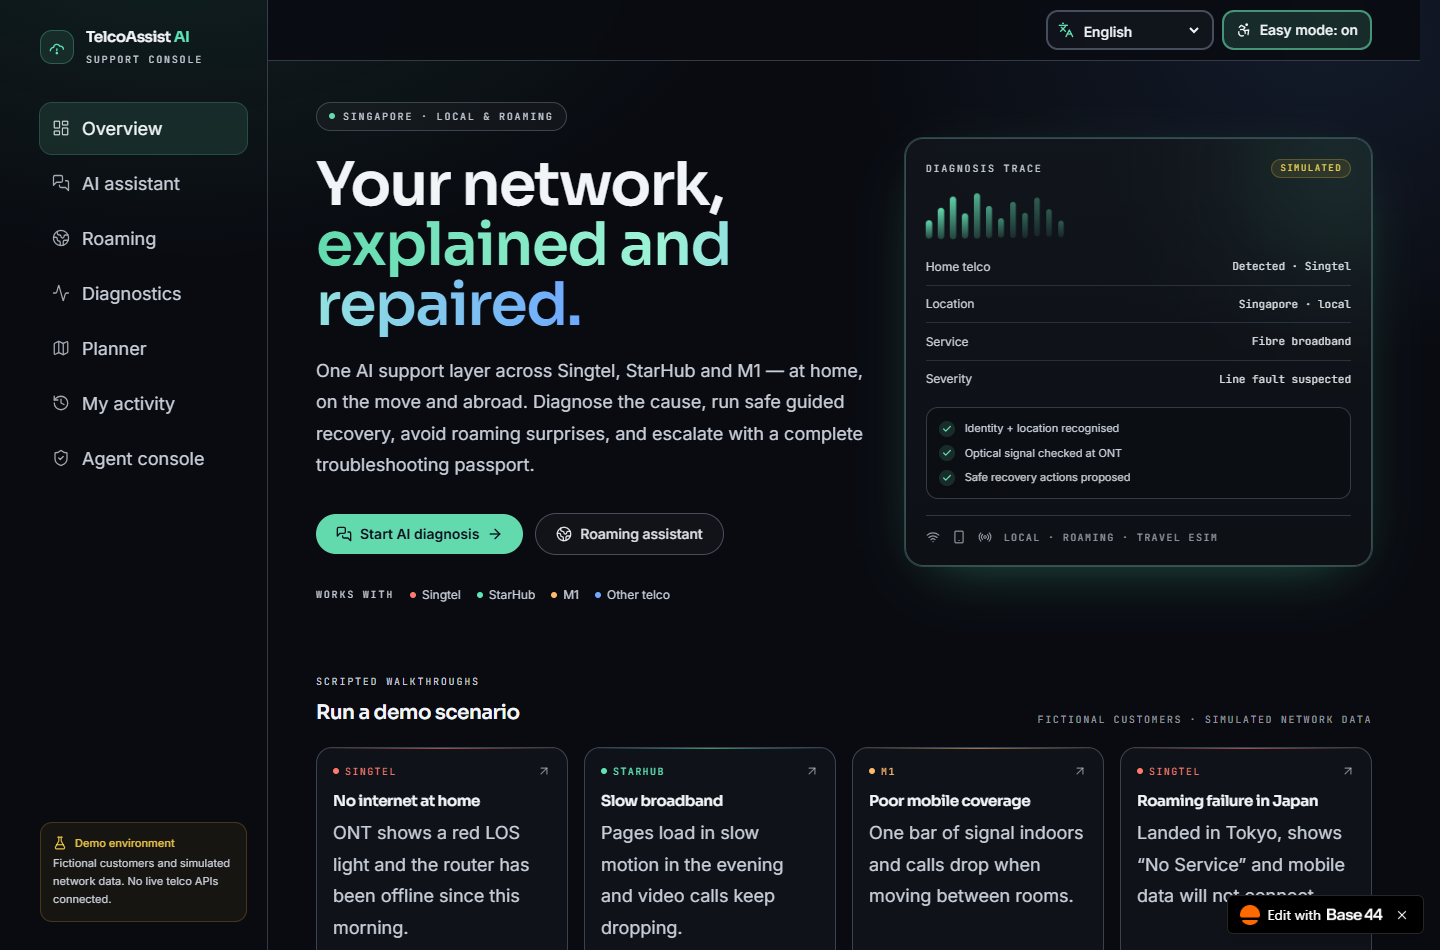 TelcoAssist AI
SUPPORT CONSOLE
Overview
AI assistant
Roaming
Diagnostics
Planner
My activity
Agent console
Demo environment
Fictional customers and simulated
network data. No live telco APIs
connected.
English
Easy mode: on
SINGAPORE · LOCAL & ROAMING
Your network,
explained and
repaired.
One AI support layer across Singtel, StarHub and M1 — at home,
on the move and abroad. Diagnose the cause, run safe guided
recovery, avoid roaming surprises, and escalate with a complete
troubleshooting passport.
Start AI diagnosis
Roaming assistant
WORKS WITH
Singtel
StarHub
M1
Other telco
DIAGNOSIS TRACE
SIMULATED
Home telco
Detected · Singtel
Location
Singapore · local
Service
Fibre broadband
Severity
Line fault suspected
Identity + location recognised
Optical signal checked at ONT
Safe recovery actions proposed
LOCAL · ROAMING · TRAVEL ESIM
SCRIPTED WALKTHROUGHS
Run a demo scenario
FICTIONAL CUSTOMERS · SIMULATED NETWORK DATA
SINGTEL
No internet at home
ONT shows a red LOS
light and the router has
been offline since this
morning.
STARHUB
Slow broadband
Pages load in slow
motion in the evening
and video calls keep
dropping.
M1
Poor mobile coverage
One bar of signal indoors
and calls drop when
moving between rooms.
SINGTEL
Roaming failure in Japan
Landed in Tokyo, shows
“No Service” and mobile
data will not connect
Edit with Base44